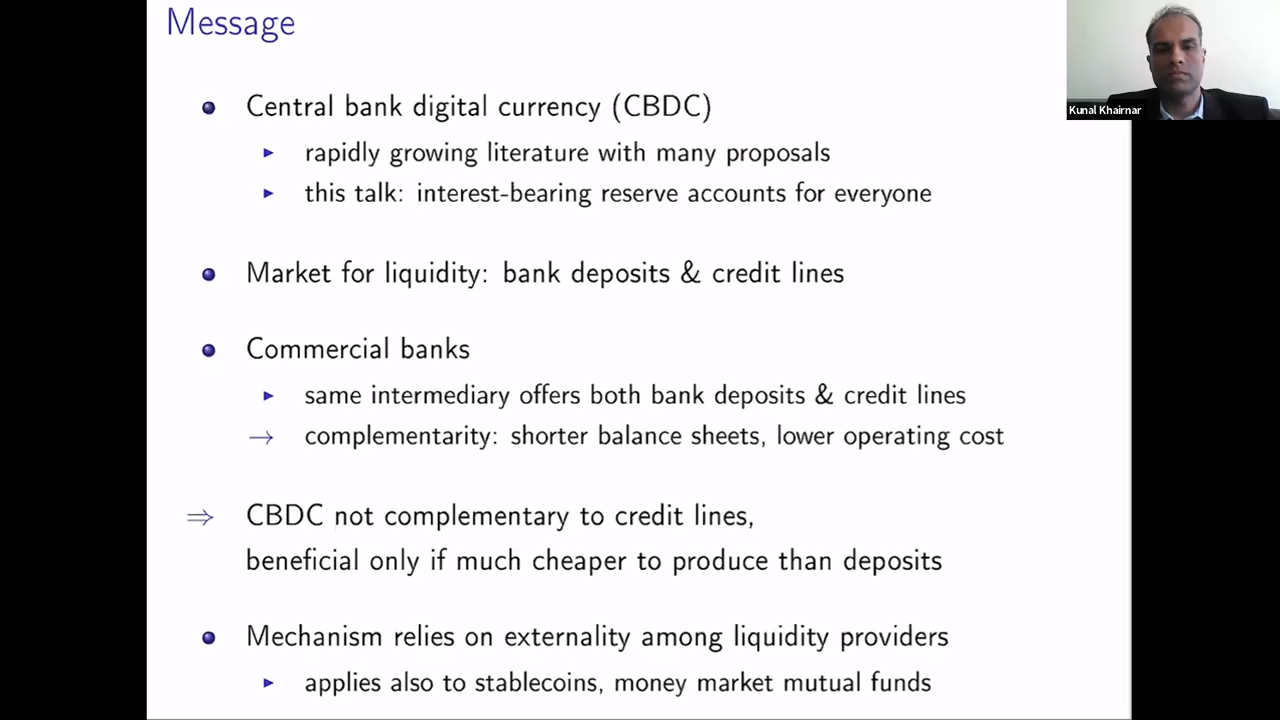 Message
Central bank digital currency (CBDC)
rapidly growing literature with many proposals
this talk: interest-bearing reserve accounts for everyone
Market for liquidity: bank deposits & credit lines
Commercial banks
same intermediary offers both bank deposits & credit lines
→ complementarity: shorter balance sheets, lower operating cost
⇒ CBDC not complementary to credit lines,
beneficial only if much cheaper to produce than deposits
Mechanism relies on externality among liquidity providers
applies also to stablecoins, money market mutual funds
Kunal Khairnar